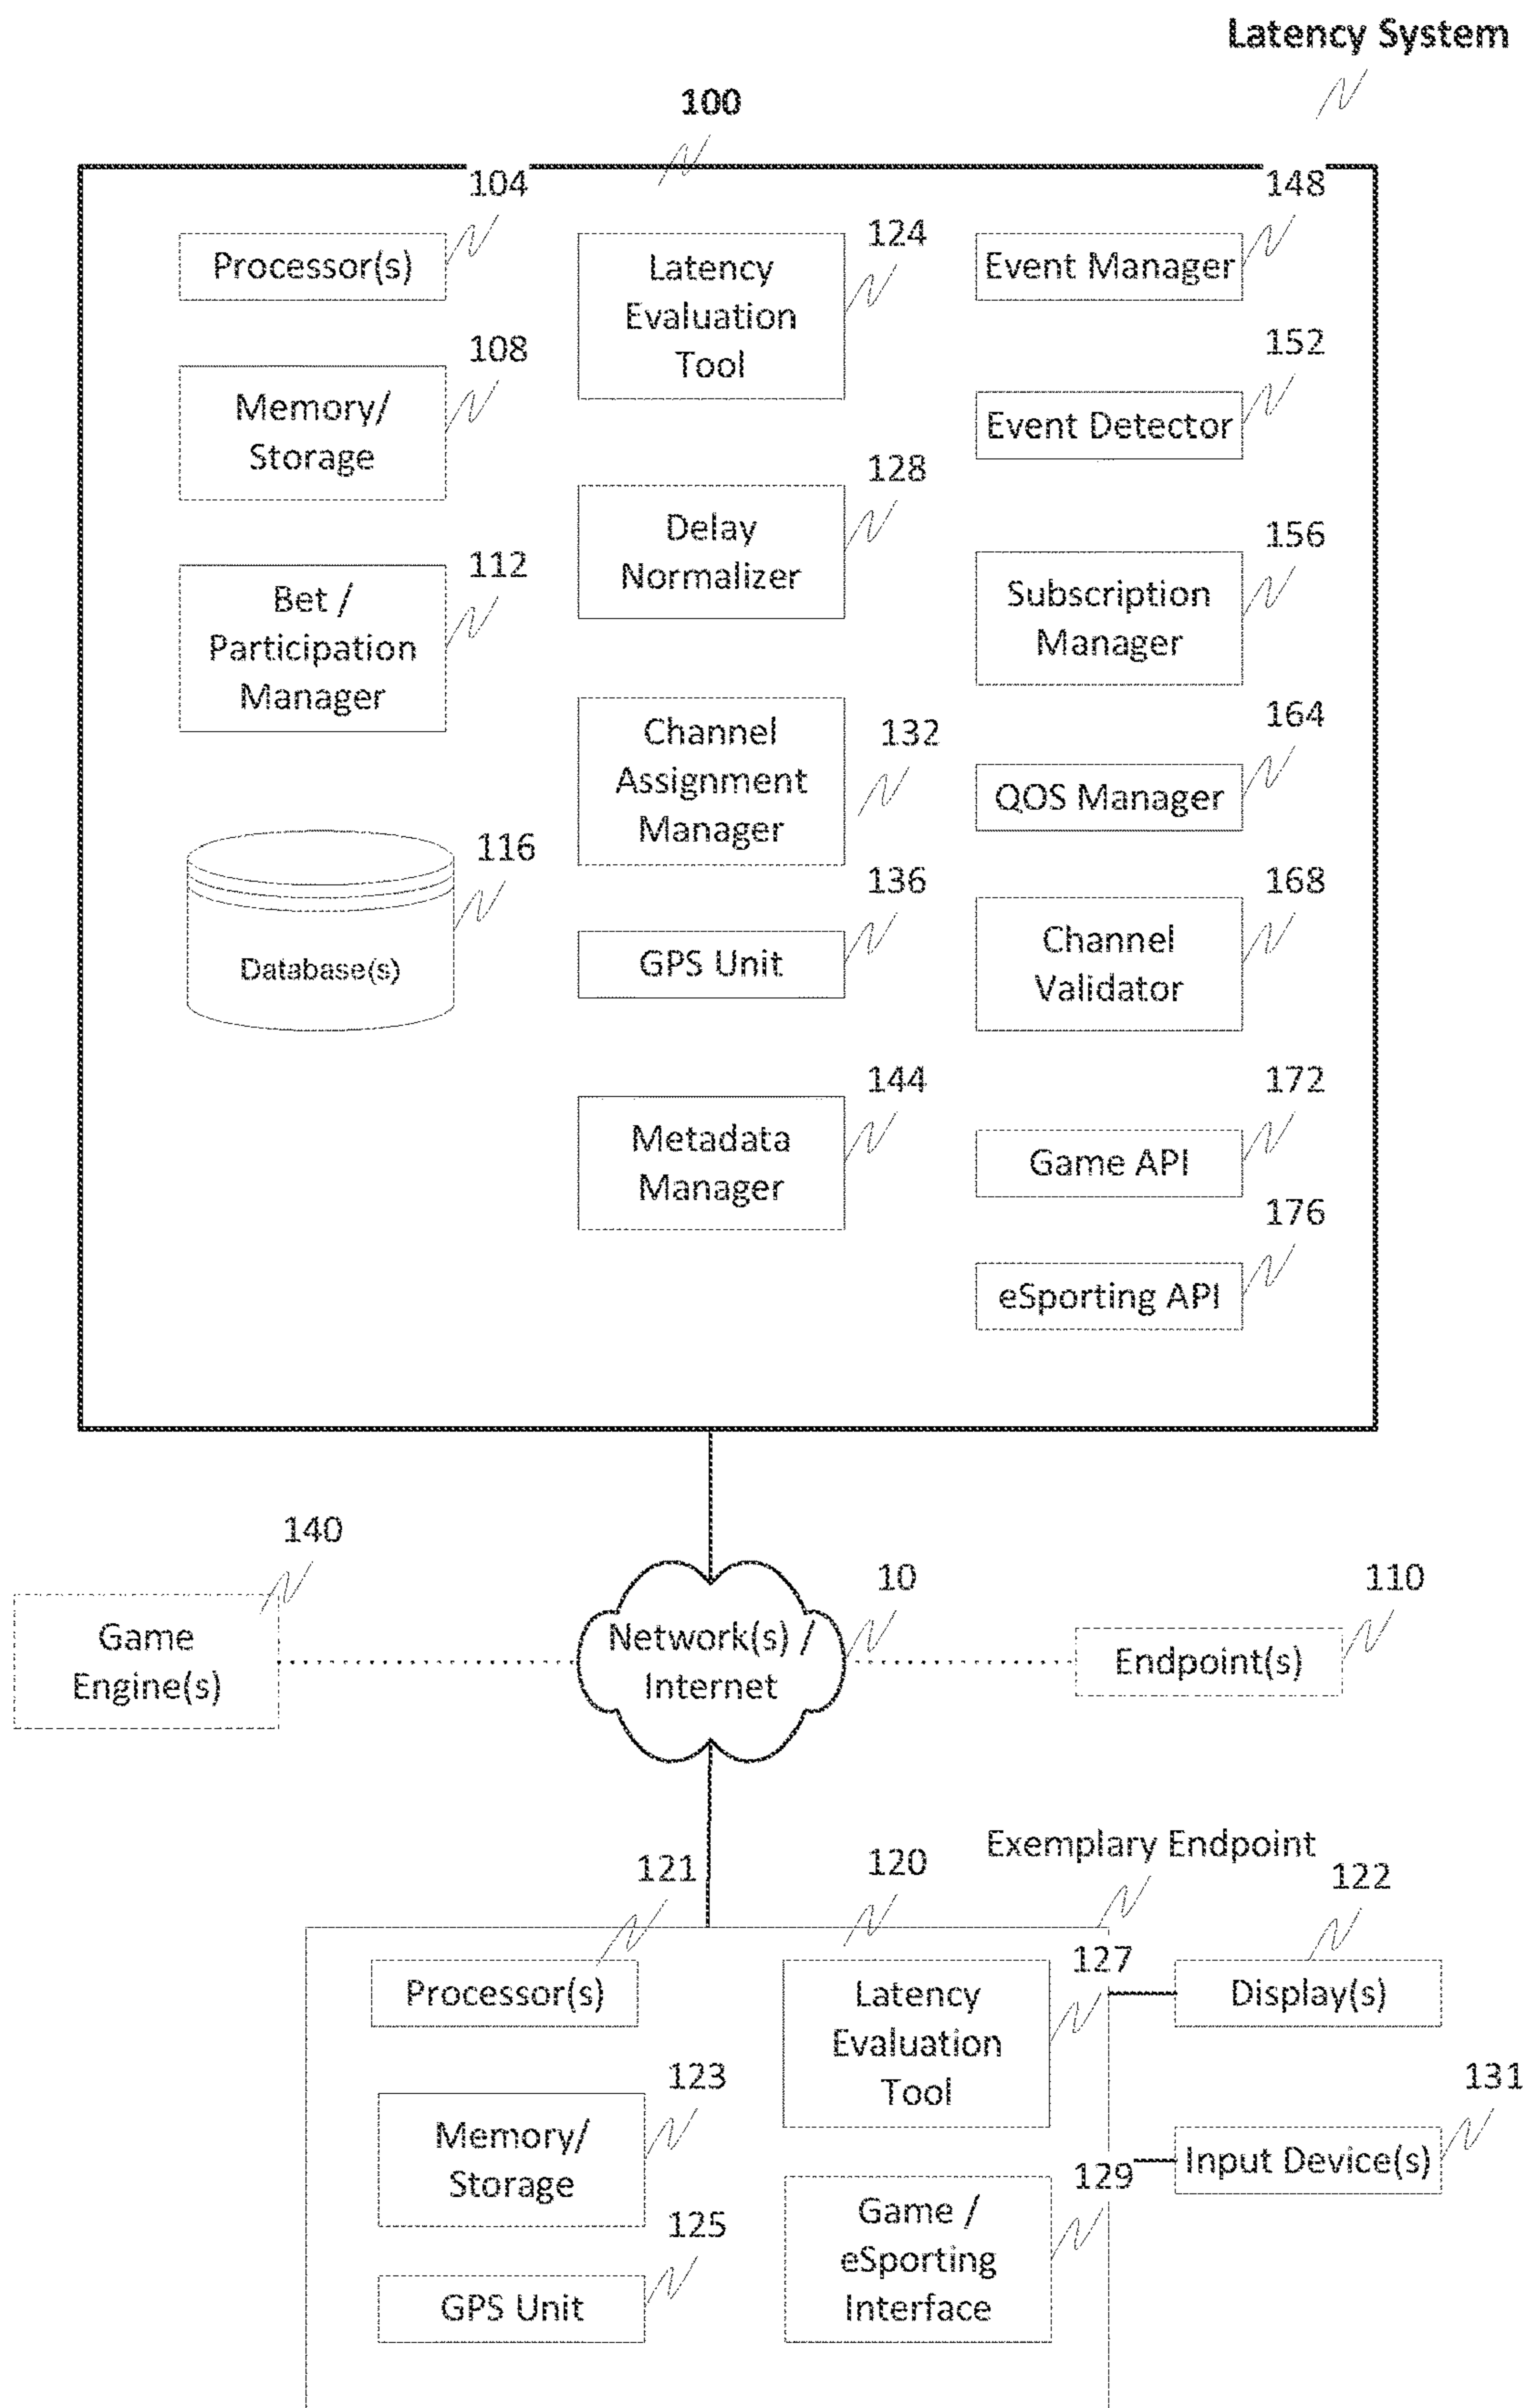 Latency System
100
104
Processor(s)
108
Memory/
Storage
112
Bet /
Participation
Manager
116
Database(s)
124
Latency
Evaluation
Tool
128
Delay
Normalizer
132
Channel
Assignment
Manager
136
GPS Unit
144
Metadata
Manager
148
Event Manager
152
Event Detector
156
Subscription
Manager
164
QOS Manager
168
Channel
Validator
172
Game API
176
eSporting API
140
Game
Engine(s)
10
Network(s) /
Internet
110
Endpoint(s)
Exemplary Endpoint
120
121
Processor(s)
123
Memory/
Storage
125
GPS Unit
127
Latency
Evaluation
Tool
129
Game /
eSporting
Interface
122
Display(s)
131
Input Device(s)